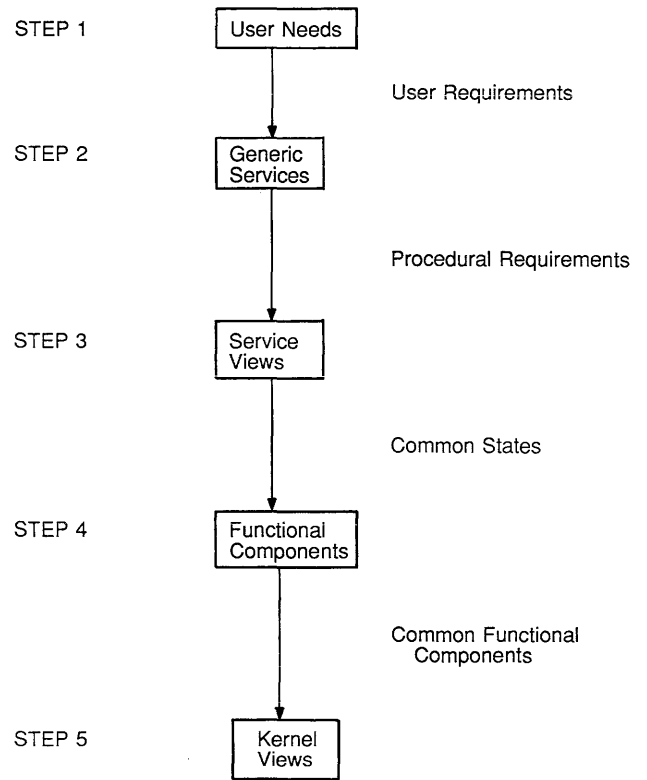 STEP 1
User Needs
User Requirements
STEP 2
Generic
Services
Procedural Requirements
STEP 3
Service
Views
Common States
STEP 4
Functional
Components
Common Functional
Components
STEP 5
Kernel
Views